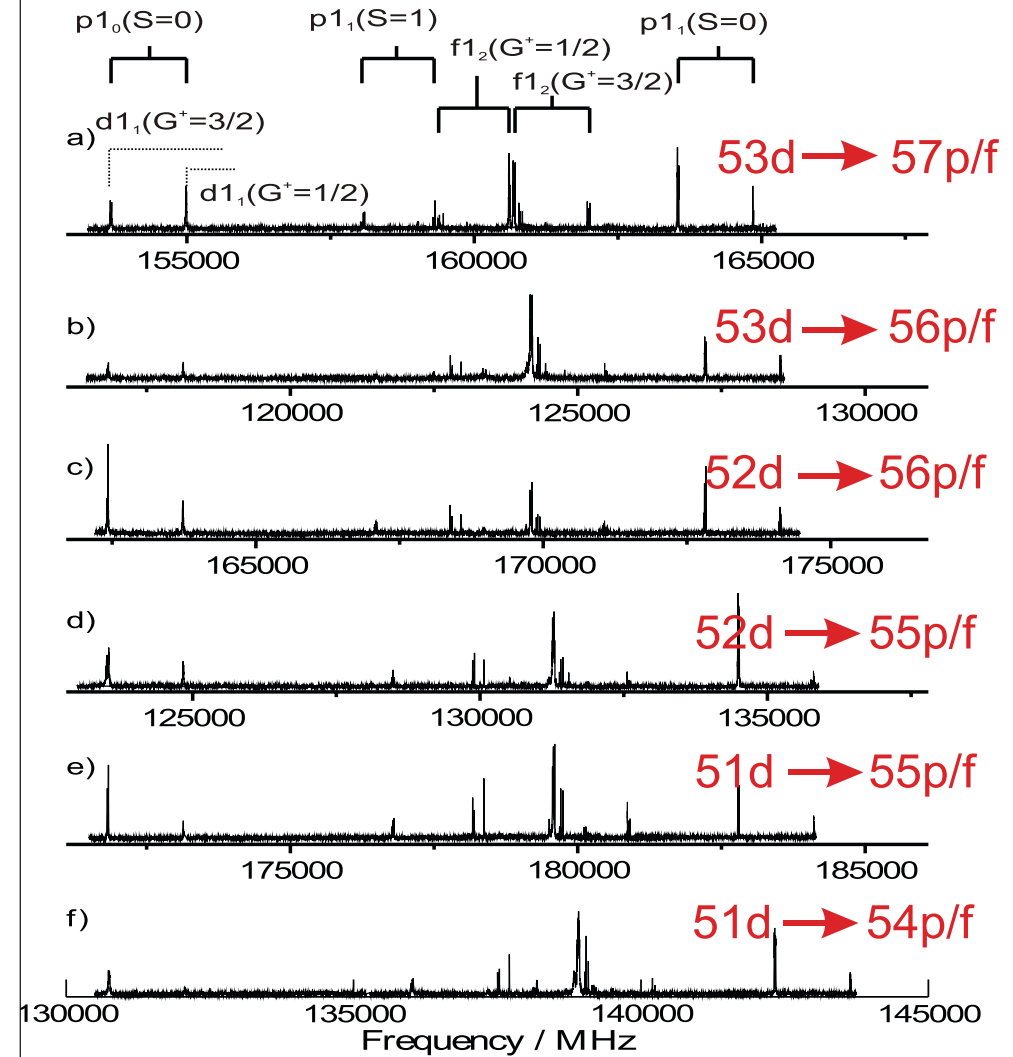 p1₀(S=0)
p1₁(S=1)
f1₂(G⁺=1/2)
p1₁(S=0)
f1₂(G⁺=3/2)
a)
d1₁(G⁺=3/2)
53d → 57p/f
d1₁(G⁺=1/2)
155000 160000 165000
b)
53d → 56p/f
120000 125000 130000
c)
52d → 56p/f
165000 170000 175000
d)
52d → 55p/f
125000 130000 135000
e)
51d → 55p/f
175000 180000 185000
f)
51d → 54p/f
130000 135000 140000 145000
Frequency / MHz